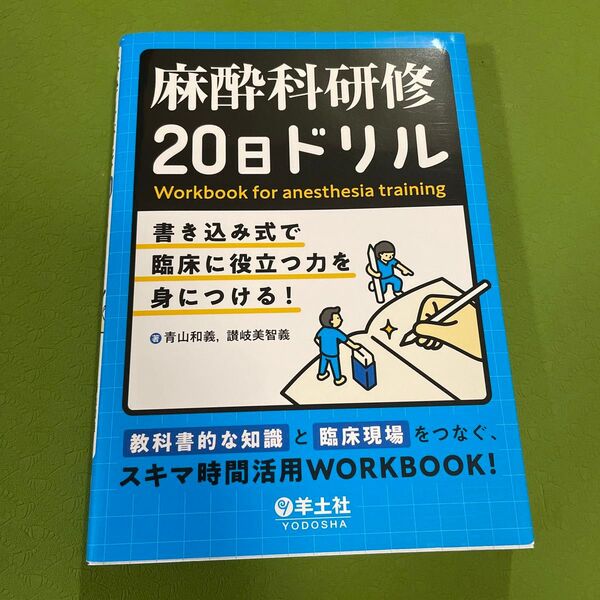 麻酔科研修
20日ドリル
Workbook for anesthesia training
書き込み式で
臨床に役立つ力を
身につける!
著 青山和義, 讃岐美智義
教科書的な知識 と 臨床現場 をつなぐ、
スキマ時間活用WORKBOOK!
羊土社
YODOSHA